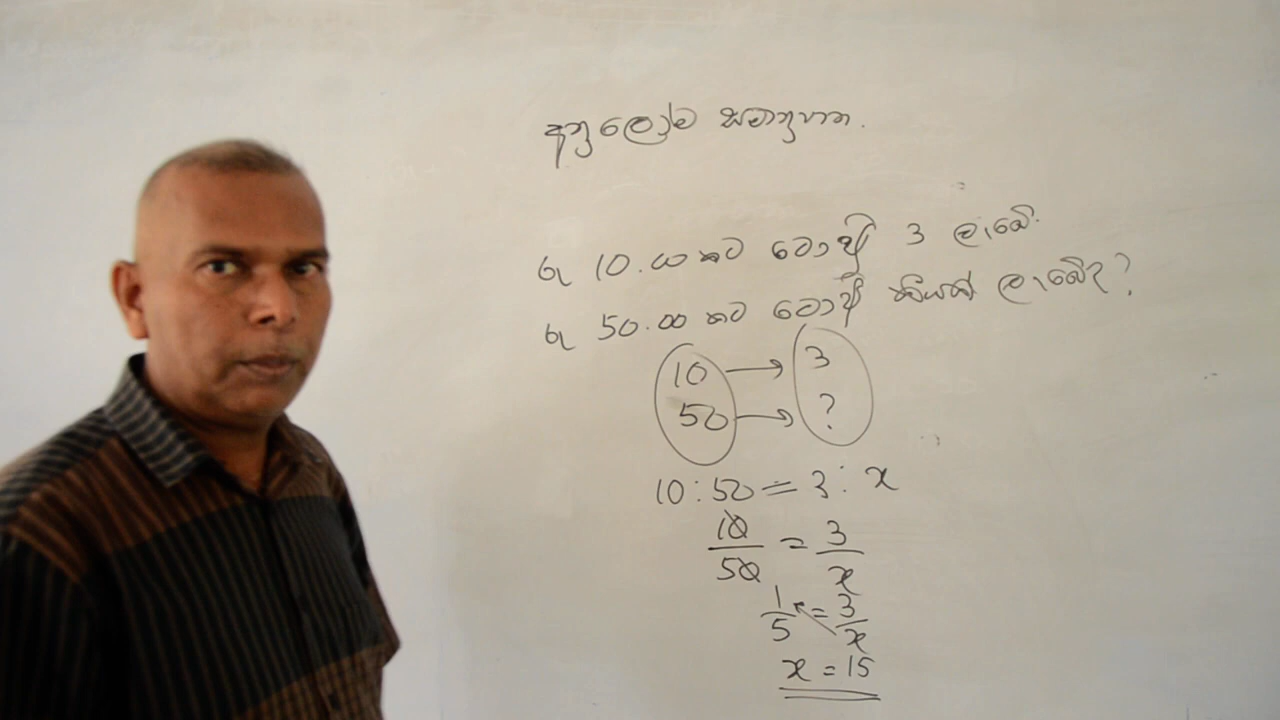 අනුලෝම සමානුපාත.
රු 10.00 කට ටොෆී 3 ලැබේ.
රු 50.00 කට ටොෆී කීයක් ලැබේද?
10 → 3
50 → ?
10 : 50 = 3 : x
10/50 = 3/x
1/5 = 3/x
x = 15